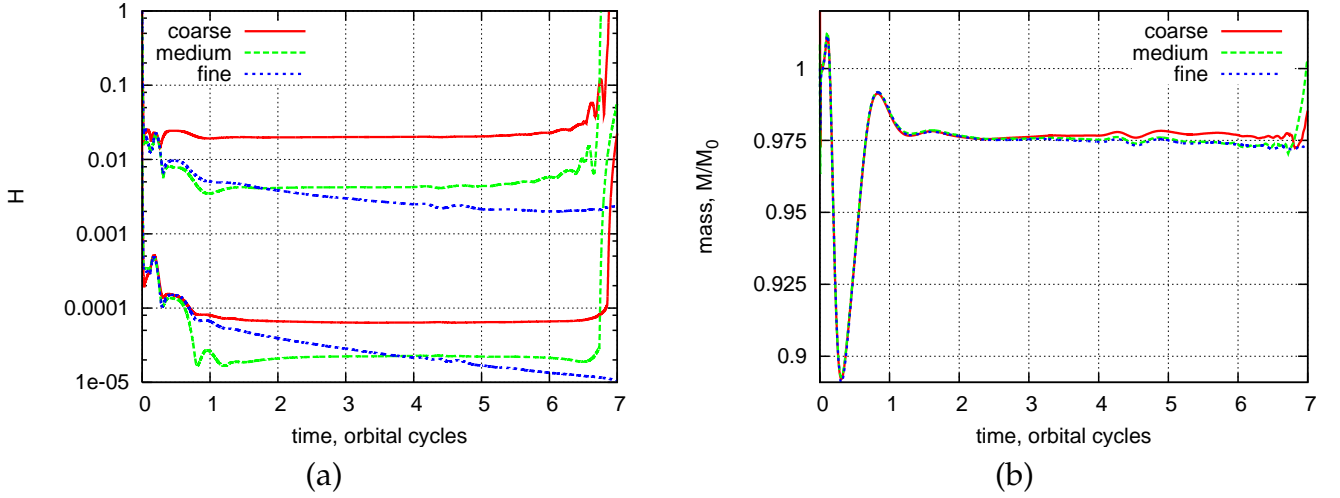 H
1
0.1
0.01
0.001
0.0001
1e-05
coarse
medium
fine
0 1 2 3 4 5 6 7
time, orbital cycles
(a)
mass, M/M0
1
0.975
0.95
0.925
0.9
coarse
medium
fine
0 1 2 3 4 5 6 7
time, orbital cycles
(b)